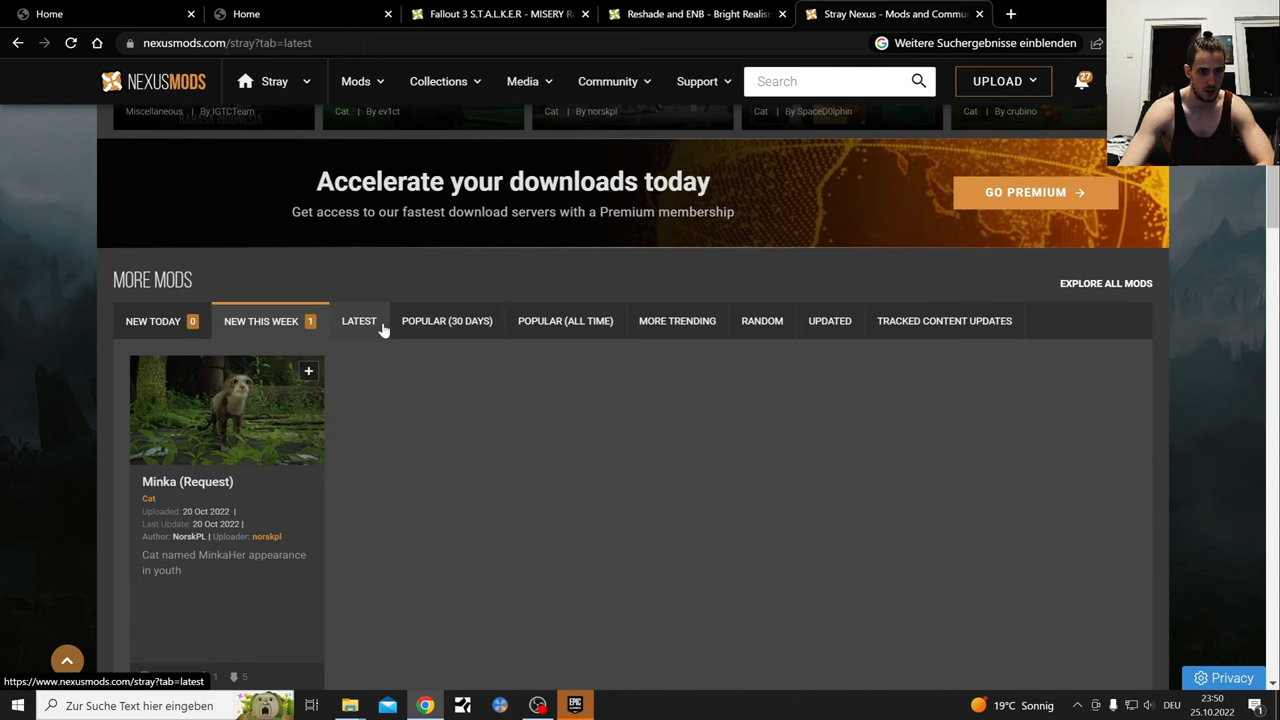 Home
Home
Fallout 3 S.T.A.L.K.E.R - MISERY R
Reshade and ENB - Bright Realis
Stray Nexus - Mods and Commu
nexusmods.com/stray?tab=latest
Weitere Suchergebnisse einblenden
NEXUSMODS
Stray
Mods
Collections
Media
Community
Support
Search
UPLOAD
27
Miscellaneous | By IGTCTeam
Cat | By ev1ct
Cat | By norskpl
Cat | By SpaceD0lphin
Cat | By crubino
Accelerate your downloads today
Get access to our fastest download servers with a Premium membership
GO PREMIUM
MORE MODS
EXPLORE ALL MODS
NEW TODAY 0
NEW THIS WEEK 1
LATEST
POPULAR (30 DAYS)
POPULAR (ALL TIME)
MORE TRENDING
RANDOM
UPDATED
TRACKED CONTENT UPDATES
Minka (Request)
Cat
Uploaded: 20 Oct 2022 |
Last Update: 20 Oct 2022 |
Author: NorskPL | Uploader: norskpl
Cat named MinkaHer appearance
in youth
1
5
https://www.nexusmods.com/stray?tab=latest
Privacy
Zur Suche Text hier eingeben
EPIC
19°C Sonnig
DEU
23:50
25.10.2022
1